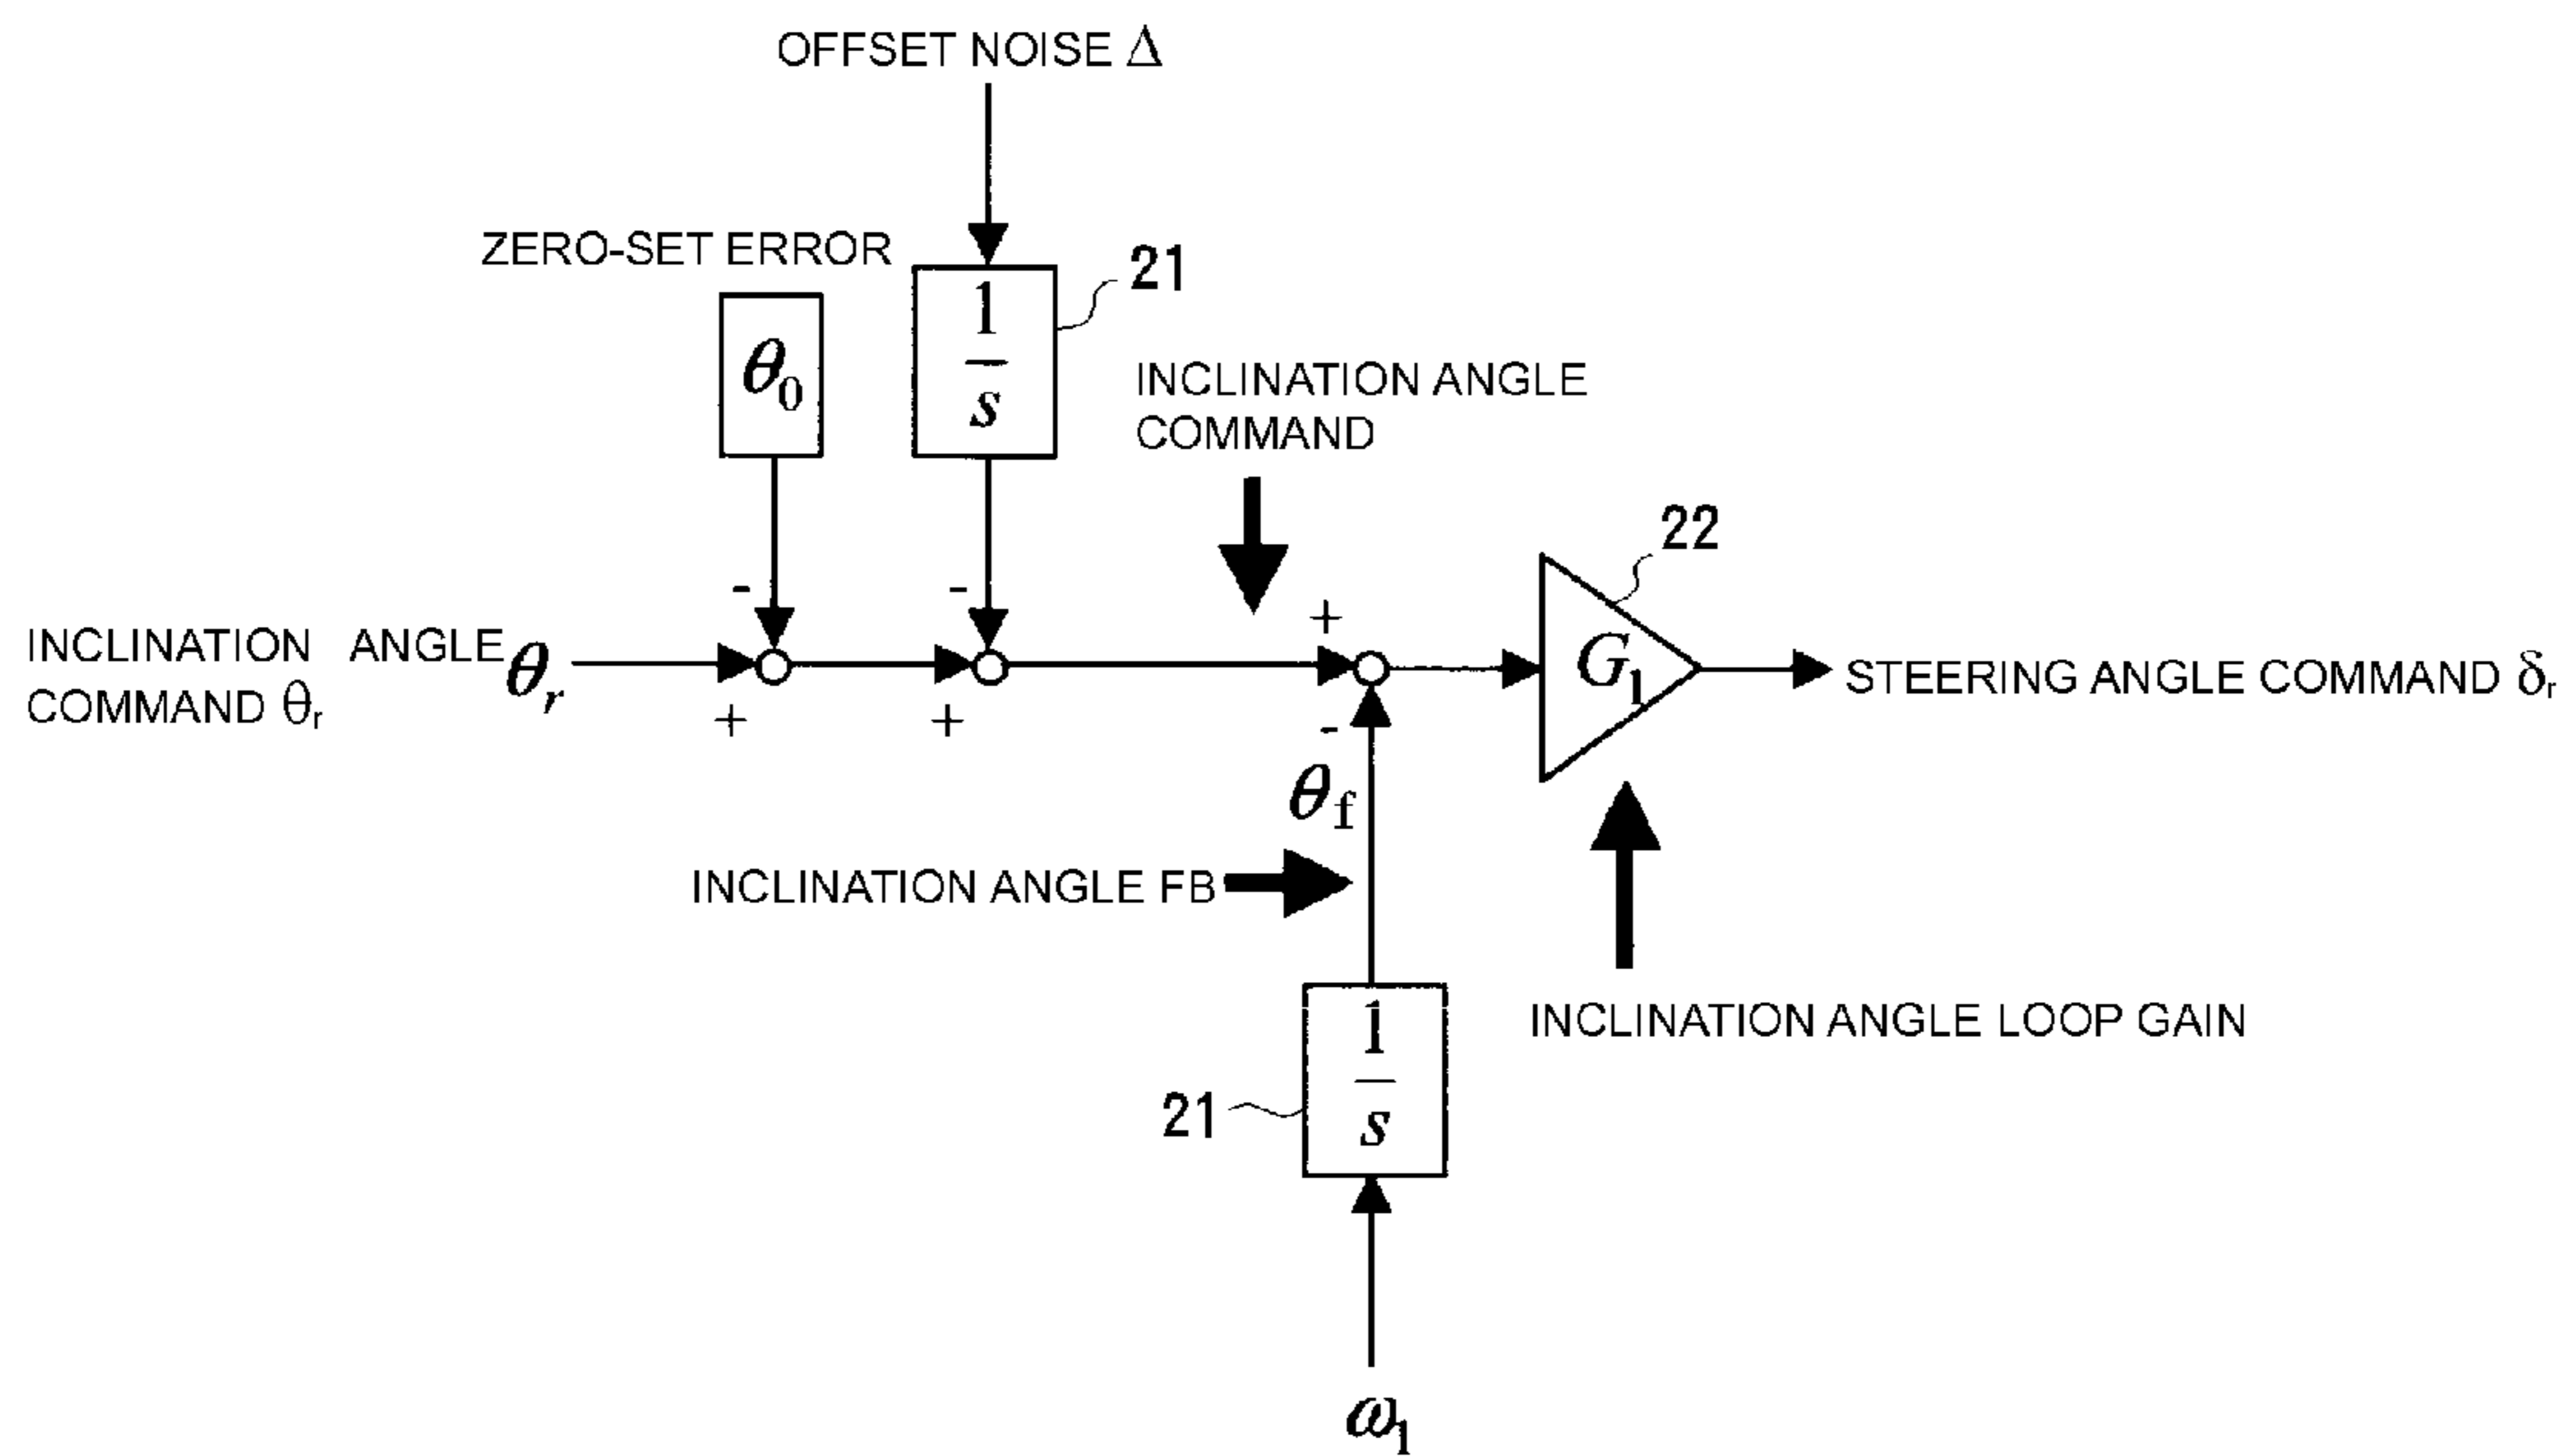 OFFSET NOISE Δ
ZERO-SET ERROR
21
1
s
θ0
INCLINATION ANGLE
COMMAND
22
- - +
INCLINATION ANGLE
COMMAND θr
θr
+ + -
G1
STEERING ANGLE COMMAND δr
θf
INCLINATION ANGLE FB
INCLINATION ANGLE LOOP GAIN
21
1
s
ω1